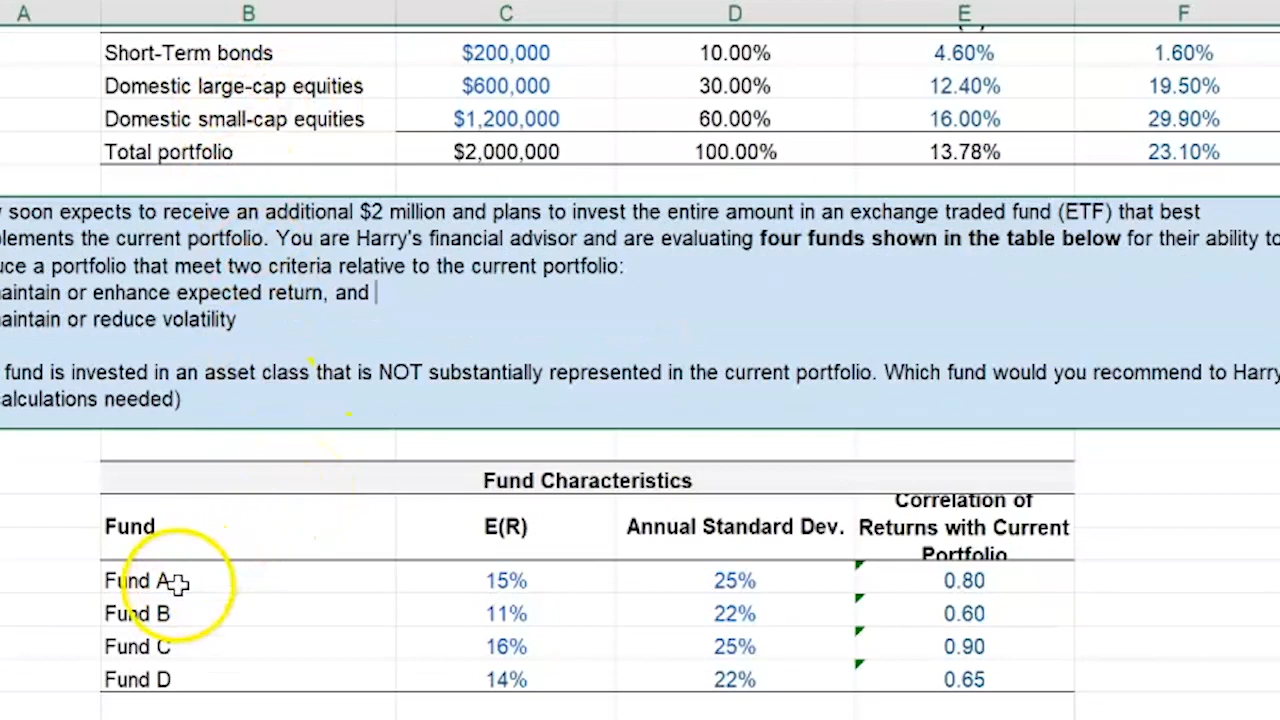 A B C D E F
Short-Term bonds $200,000 10.00% 4.60% 1.60%
Domestic large-cap equities $600,000 30.00% 12.40% 19.50%
Domestic small-cap equities $1,200,000 60.00% 16.00% 29.90%
Total portfolio $2,000,000 100.00% 13.78% 23.10%
soon expects to receive an additional $2 million and plans to invest the entire amount in an exchange traded fund (ETF) that best
lements the current portfolio. You are Harry's financial advisor and are evaluating four funds shown in the table below for their ability to
uce a portfolio that meet two criteria relative to the current portfolio:
aintain or enhance expected return, and
aintain or reduce volatility
fund is invested in an asset class that is NOT substantially represented in the current portfolio. Which fund would you recommend to Harry
alculations needed)
Fund Characteristics
Fund E(R) Annual Standard Dev. Correlation of Returns with Current Portfolio
Fund A 15% 25% 0.80
Fund B 11% 22% 0.60
Fund C 16% 25% 0.90
Fund D 14% 22% 0.65